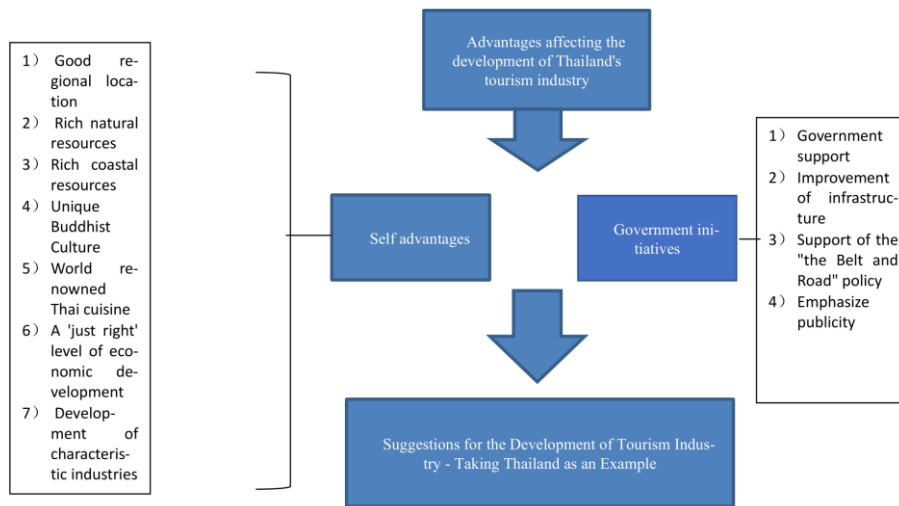 Advantages affecting the
development of Thailand's
tourism industry
1） Good re-
gional loca-
tion
2） Rich natural
resources
3） Rich coastal
resources
4） Unique
Buddhist
Culture
5） World re-
nowned
Thai cuisine
6） A 'just right'
level of eco-
nomic de-
velopment
7） Develop-
ment of
characteris-
tic industries
Self advantages
Government ini-
tiatives
1） Government
support
2） Improvement
of infrastruc-
ture
3） Support of the
"the Belt and
Road" policy
4） Emphasize
publicity
Suggestions for the Development of Tourism Indus-
try - Taking Thailand as an Example